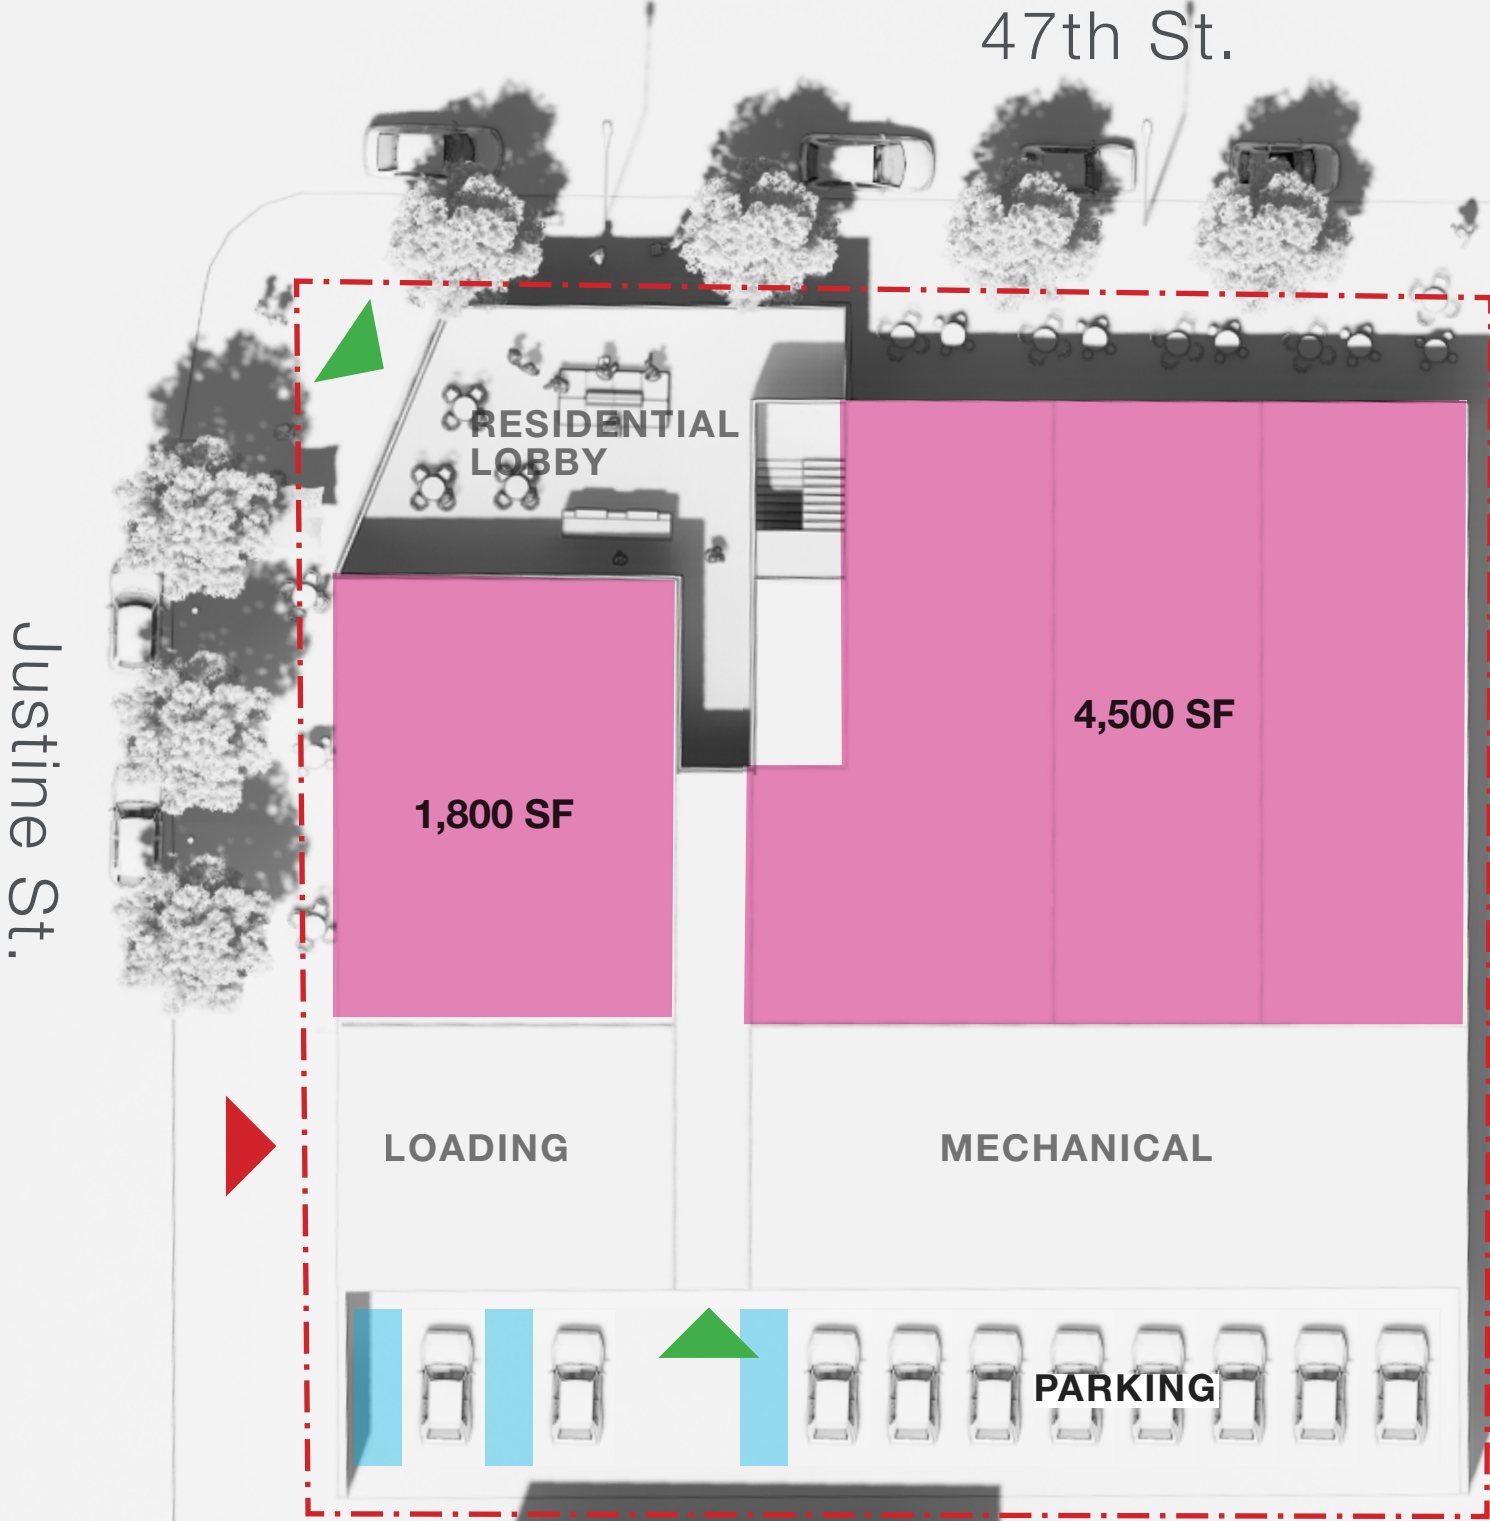 47th St.
RESIDENTIAL
LOBBY
4,500 SF
1,800 SF
Justine St.
LOADING
MECHANICAL
PARKING